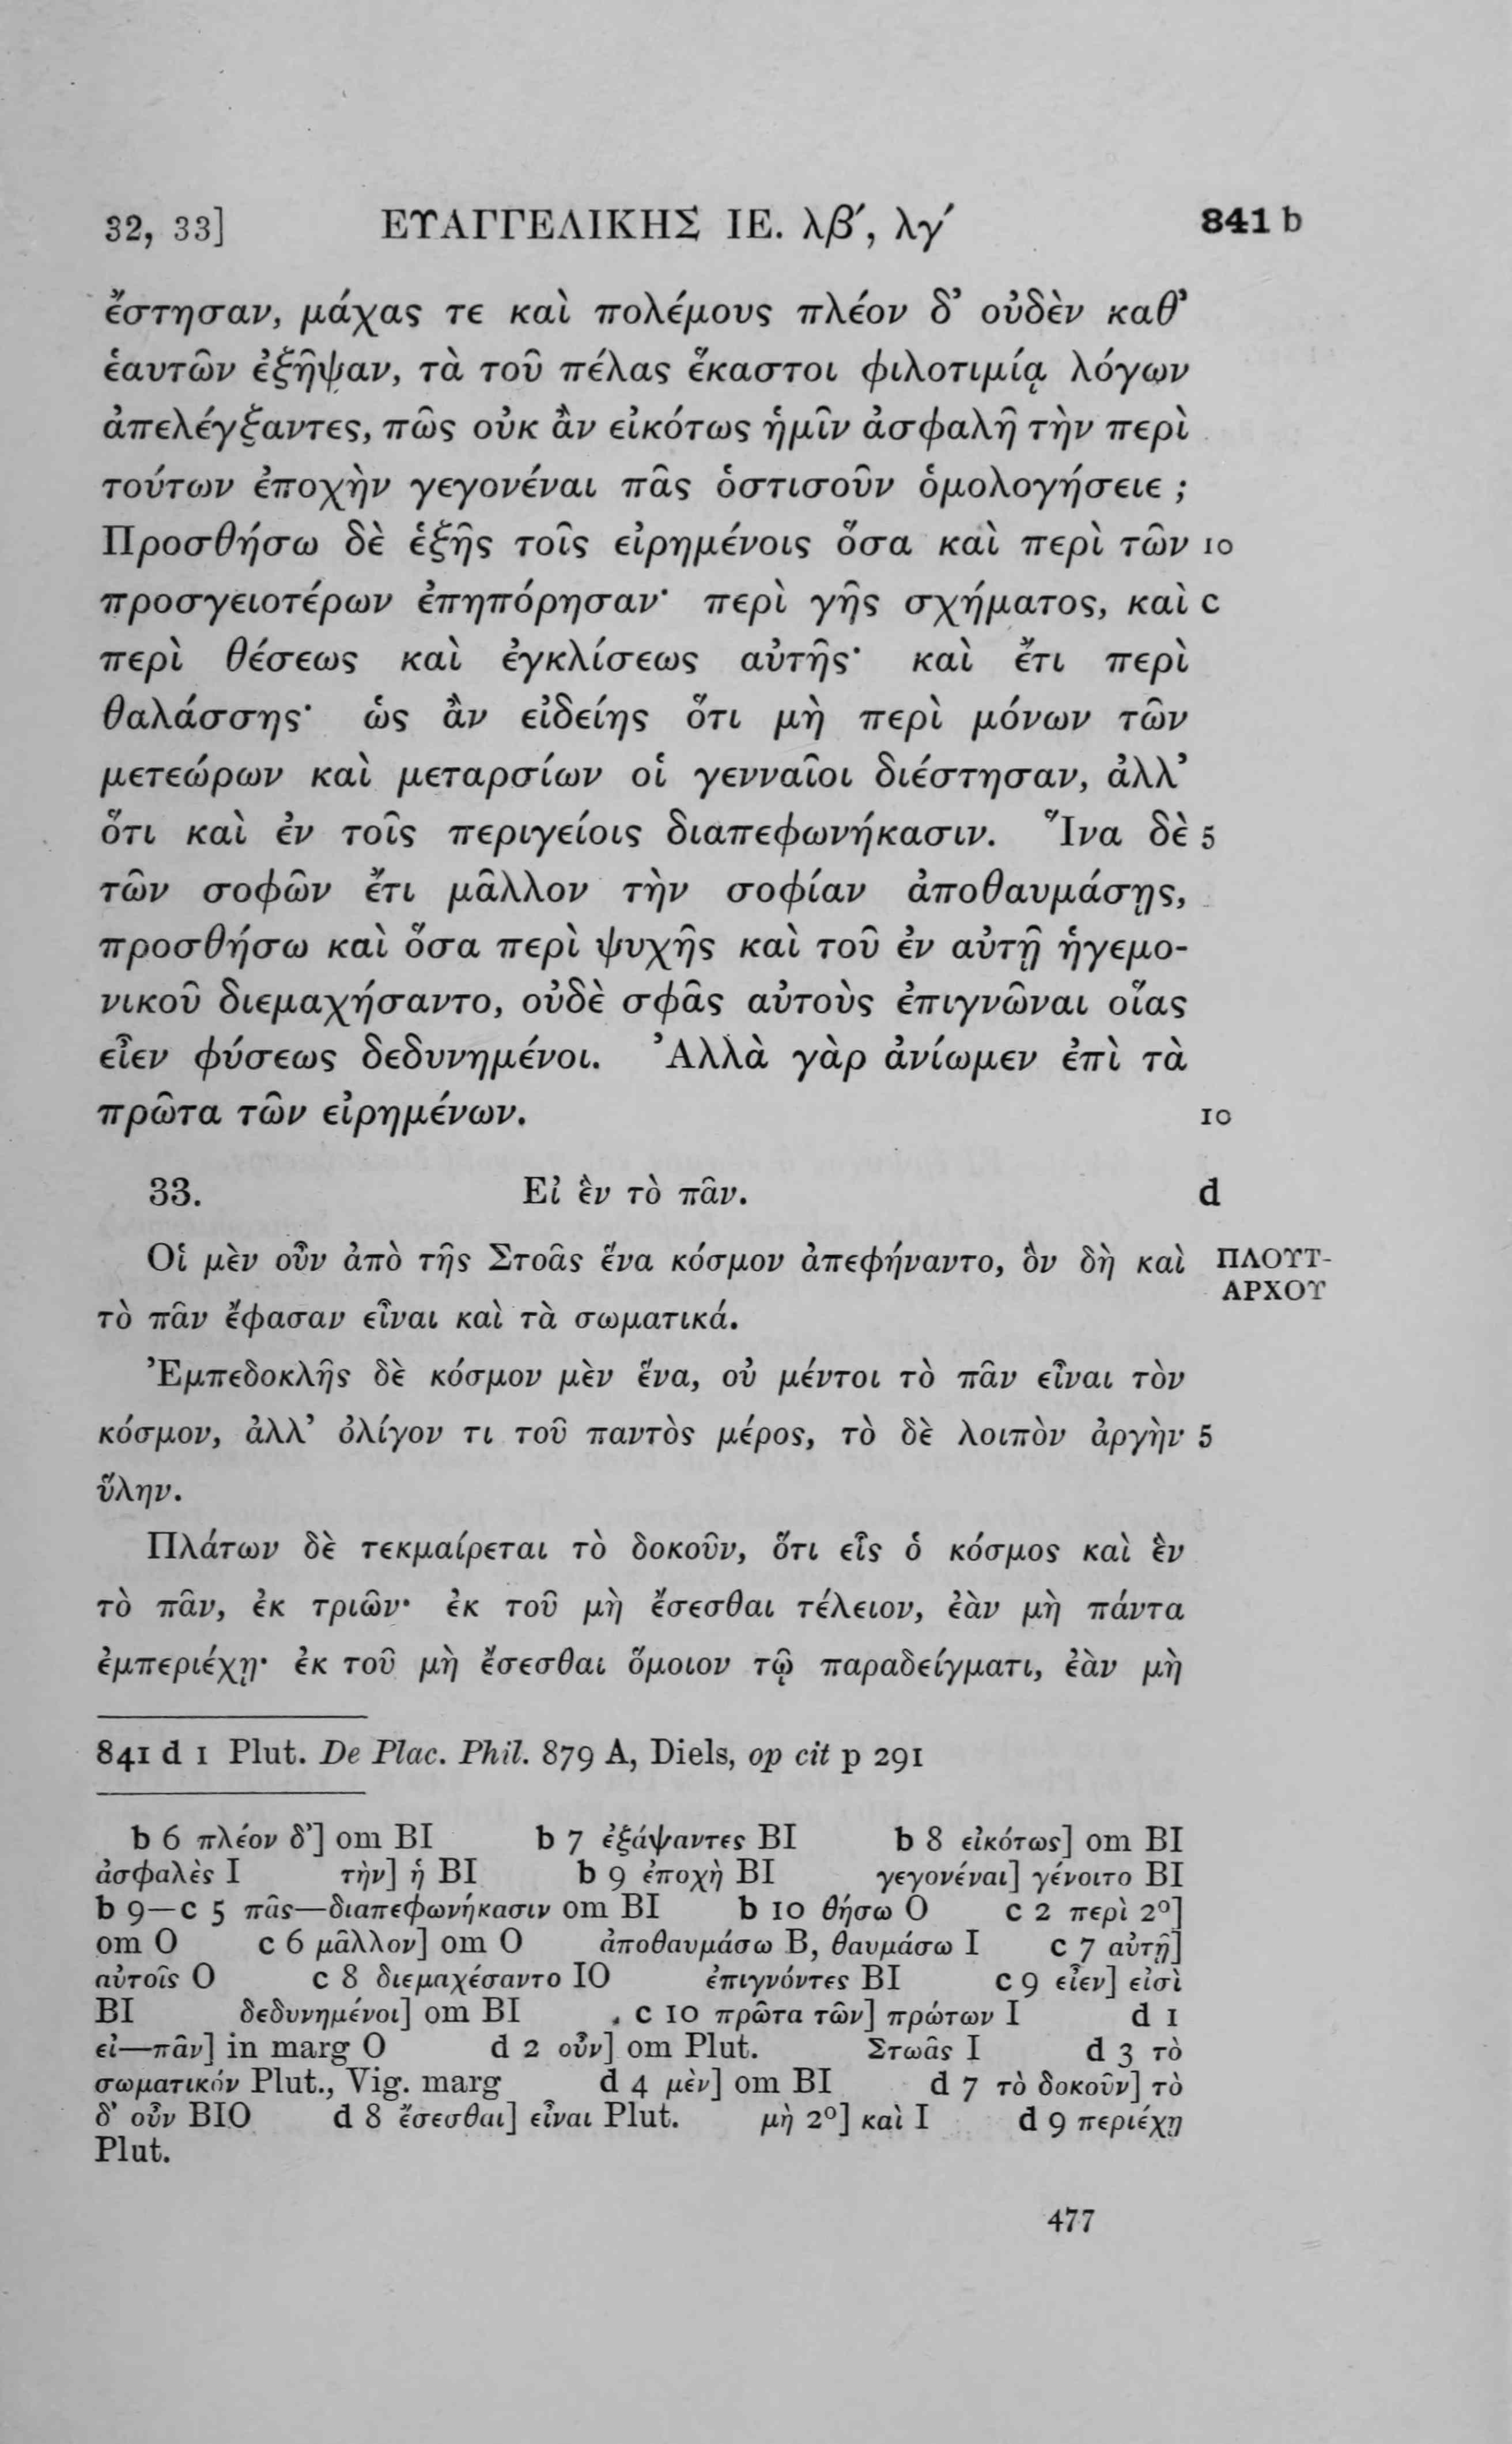 32, 33] ΕΥΑΓΓΕΛΙΚΗΣ ΙΕ. λβ´, λγ´ 841 b
ἔστησαν, μάχας τε καὶ πολέμους πλέον δ’ οὐδὲν καθ’
ἑαυτῶν ἐξῆψαν, τὰ τοῦ πέλας ἕκαστοι φιλοτιμίᾳ λόγων
ἀπελέγξαντες, πῶς οὐκ ἂν εἰκότως ἡμῖν ἀσφαλῆ τὴν περὶ
τούτων ἐποχὴν γεγονέναι πᾶς ὁστισοῦν ὁμολογήσειε ;
Προσθήσω δὲ ἑξῆς τοῖς εἰρημένοις ὅσα καὶ περὶ τῶν 10
προσγειοτέρων ἐπηπόρησαν· περὶ γῆς σχήματος, καὶ c
περὶ θέσεως καὶ ἐγκλίσεως αὐτῆς· καὶ ἔτι περὶ
θαλάσσης· ὡς ἂν εἰδείης ὅτι μὴ περὶ μόνων τῶν
μετεώρων καὶ μεταρσίων οἱ γενναῖοι διέστησαν, ἀλλ’
ὅτι καὶ ἐν τοῖς περιγείοις διαπεφωνήκασιν. Ἵνα δὲ 5
τῶν σοφῶν ἔτι μᾶλλον τὴν σοφίαν ἀποθαυμάσῃς,
προσθήσω καὶ ὅσα περὶ ψυχῆς καὶ τοῦ ἐν αὐτῇ ἡγεμο-
νικοῦ διεμαχήσαντο, οὐδὲ σφᾶς αὐτοὺς ἐπιγνῶναι οἵας
εἶεν φύσεως δεδυνημένοι. Ἀλλὰ γὰρ ἀνίωμεν ἐπὶ τὰ
πρῶτα τῶν εἰρημένων. 10
33. Εἰ ἓν τὸ πᾶν. d
Οἱ μὲν οὖν ἀπὸ τῆς Στοᾶς ἕνα κόσμον ἀπεφήναντο, ὃν δὴ καὶ ΠΛΟΥΤ-
ΑΡΧΟΥ
τὸ πᾶν ἔφασαν εἶναι καὶ τὰ σωματικά.
Ἐμπεδοκλῆς δὲ κόσμον μὲν ἕνα, οὐ μέντοι τὸ πᾶν εἶναι τὸν
κόσμον, ἀλλ’ ὀλίγον τι τοῦ παντὸς μέρος, τὸ δὲ λοιπὸν ἀργὴν 5
ὕλην.
Πλάτων δὲ τεκμαίρεται τὸ δοκοῦν, ὅτι εἷς ὁ κόσμος καὶ ἓν
τὸ πᾶν, ἐκ τριῶν· ἐκ τοῦ μὴ ἔσεσθαι τέλειον, ἐὰν μὴ πάντα
ἐμπεριέχῃ· ἐκ τοῦ μὴ ἔσεσθαι ὅμοιον τῷ παραδείγματι, ἐὰν μὴ
841 d 1 Plut. De Plac. Phil. 879 A, Diels, op cit p 291
b 6 πλέον δ’] om BI b 7 ἐξάψαντες BI b 8 εἰκότως] om BI
ἀσφαλὲς I τὴν] ἡ BI b 9 ἐποχὴ BI γεγονέναι] γένοιτο BI
b 9—c 5 πᾶς—διαπεφωνήκασιν om BI b 10 θήσω O c 2 περὶ 2º]
om O c 6 μᾶλλον] om O ἀποθαυμάσω B, θαυμάσω I c 7 αὐτῇ]
αὐτοῖς O c 8 διεμαχέσαντο IO ἐπιγνόντες BI c 9 εἶεν] εἰσὶ
BI δεδυνημένοι] om BI c 10 πρῶτα τῶν] πρώτων I d 1
εἰ—πᾶν] in marg O d 2 οὖν] om Plut. Στωᾶς I d 3 τὸ
σωματικόν Plut., Vig. marg d 4 μὲν] om BI d 7 τὸ δοκοῦν] τὸ
δ’ οὖν BIO d 8 ἔσεσθαι] εἶναι Plut. μὴ 2º] καὶ I d 9 περιέχῃ
Plut.
477